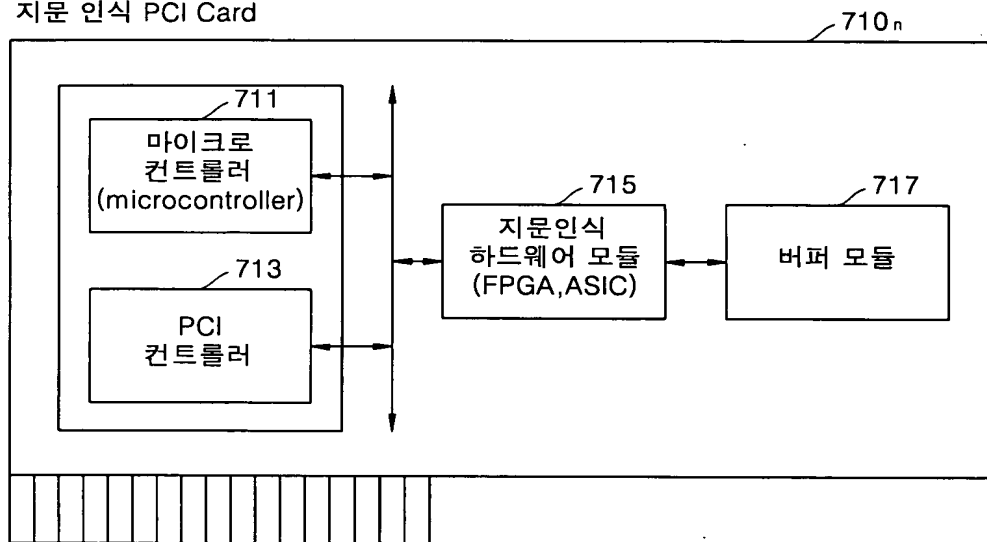 지문 인식 PCI Card
710n
711
마이크로
컨트롤러
(microcontroller)
713
PCI
컨트롤러
715
지문인식
하드웨어 모듈
(FPGA,ASIC)
717
버퍼 모듈